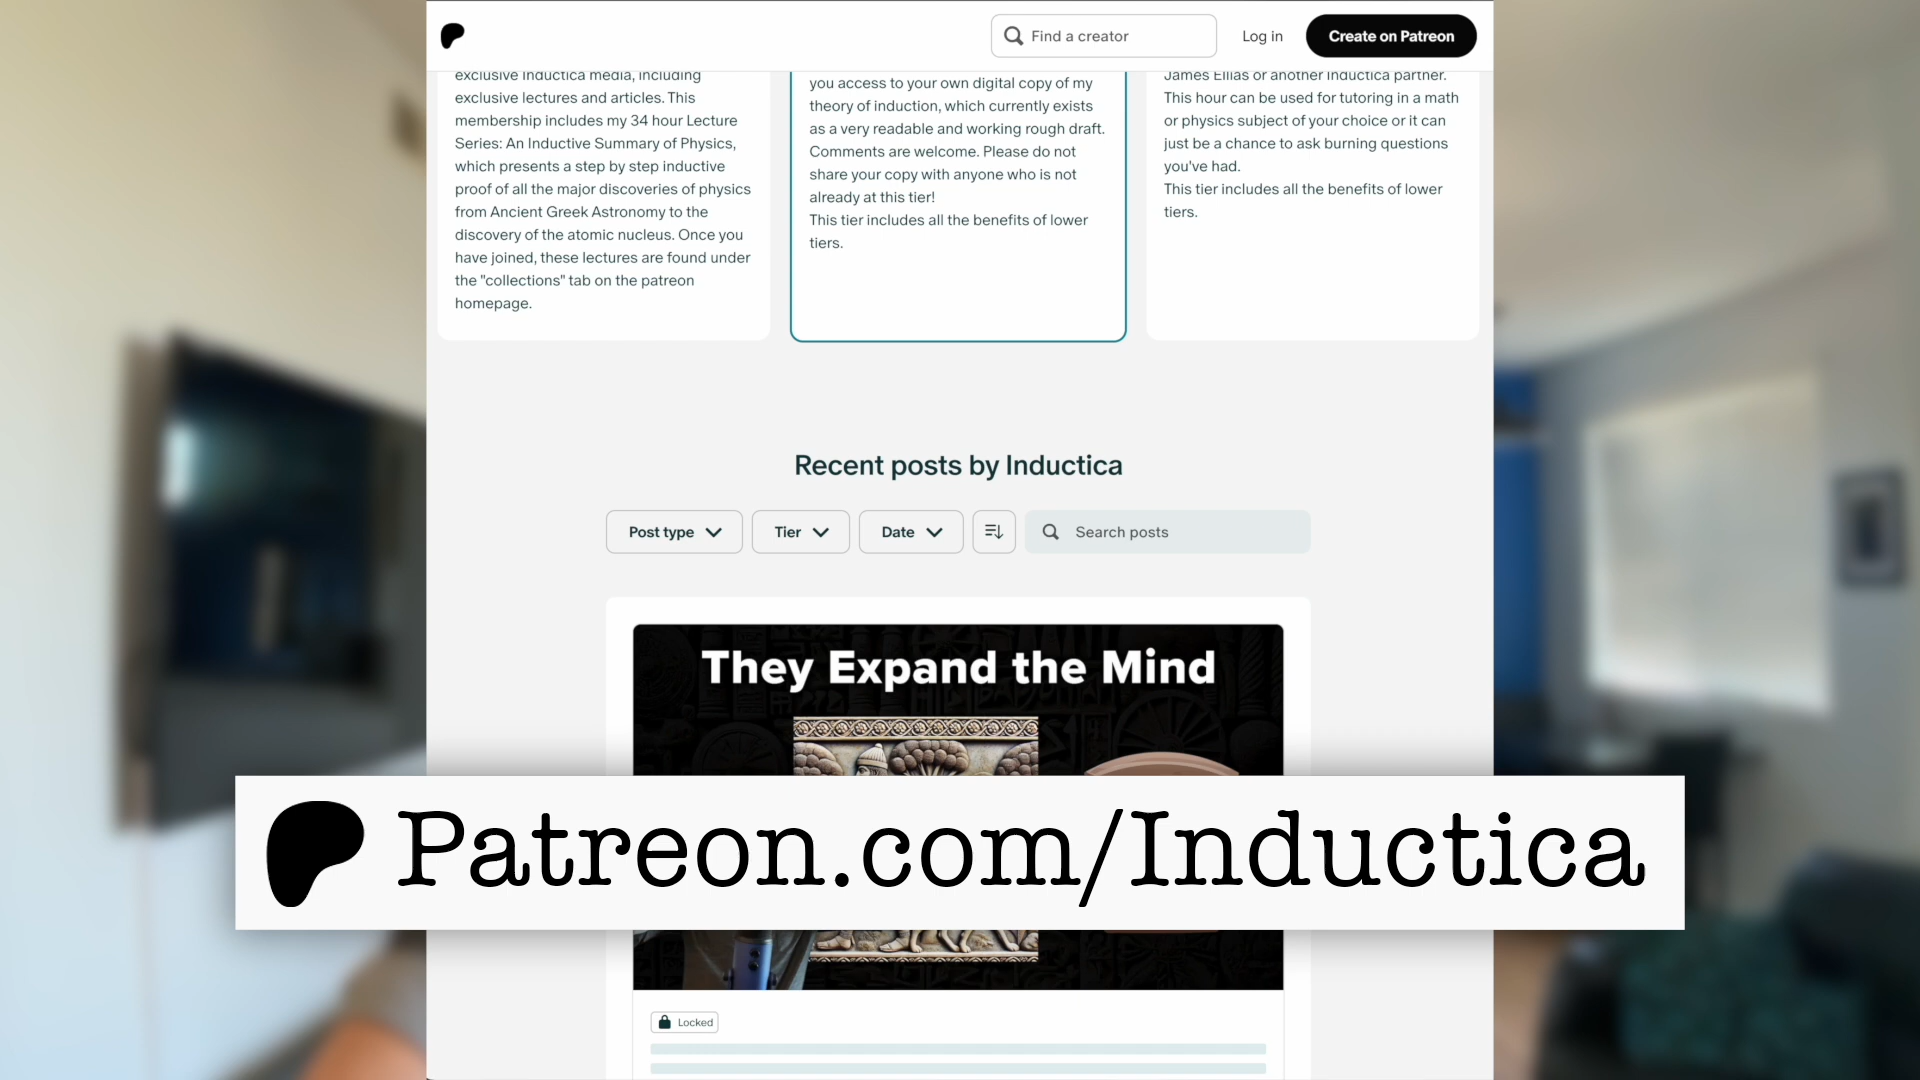 Find a creator
Log in
Create on Patreon
exclusive Inductica media, including
exclusive lectures and articles. This
membership includes my 34 hour Lecture
Series: An Inductive Summary of Physics,
which presents a step by step inductive
proof of all the major discoveries of physics
from Ancient Greek Astronomy to the
discovery of the atomic nucleus. Once you
have joined, these lectures are found under
the "collections" tab on the patreon
homepage.
you access to your own digital copy of my
theory of induction, which currently exists
as a very readable and working rough draft.
Comments are welcome. Please do not
share your copy with anyone who is not
already at this tier!
This tier includes all the benefits of lower
tiers.
James Ellias or another Inductica partner.
This hour can be used for tutoring in a math
or physics subject of your choice or it can
just be a chance to ask burning questions
you've had.
This tier includes all the benefits of lower
tiers.
Recent posts by Inductica
Post type
Tier
Date
Search posts
They Expand the Mind
Patreon.com/Inductica
Locked